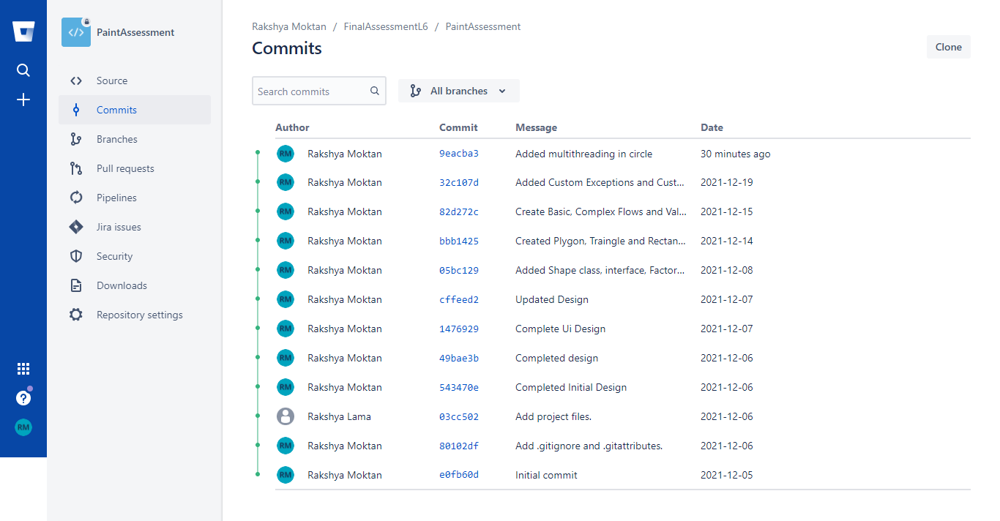 PaintAssessment
Source
Commits
Branches
Pull requests
Pipelines
Jira issues
Security
Downloads
Repository settings
RM
Rakshya Moktan / FinalAssessmentL6 / PaintAssessment
Commits
Clone
Search commits All branches
Author Commit Message Date
RM Rakshya Moktan 9eacba3 Added multithreading in circle 30 minutes ago
RM Rakshya Moktan 32c107d Added Custom Exceptions and Cust... 2021-12-19
RM Rakshya Moktan 82d272c Create Basic, Complex Flows and Val... 2021-12-15
RM Rakshya Moktan bbb1425 Created Plygon, Traingle and Rectan... 2021-12-14
RM Rakshya Moktan 05bc129 Added Shape class, interface, Factor... 2021-12-08
RM Rakshya Moktan cffeed2 Updated Design 2021-12-07
RM Rakshya Moktan 1476929 Complete Ui Design 2021-12-07
RM Rakshya Moktan 49bae3b Completed design 2021-12-06
RM Rakshya Moktan 543470e Completed Initial Design 2021-12-06
Rakshya Lama 03cc502 Add project files. 2021-12-06
RM Rakshya Moktan 80102df Add .gitignore and .gitattributes. 2021-12-06
RM Rakshya Moktan e0fb60d Initial commit 2021-12-05